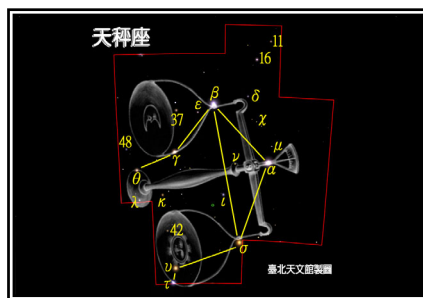 天秤座
11
16
β
δ
ε
37
χ
48
γ
μ
ν
α
θ
λ
κ
i
42
σ
υ
τ
臺北天文館製圖